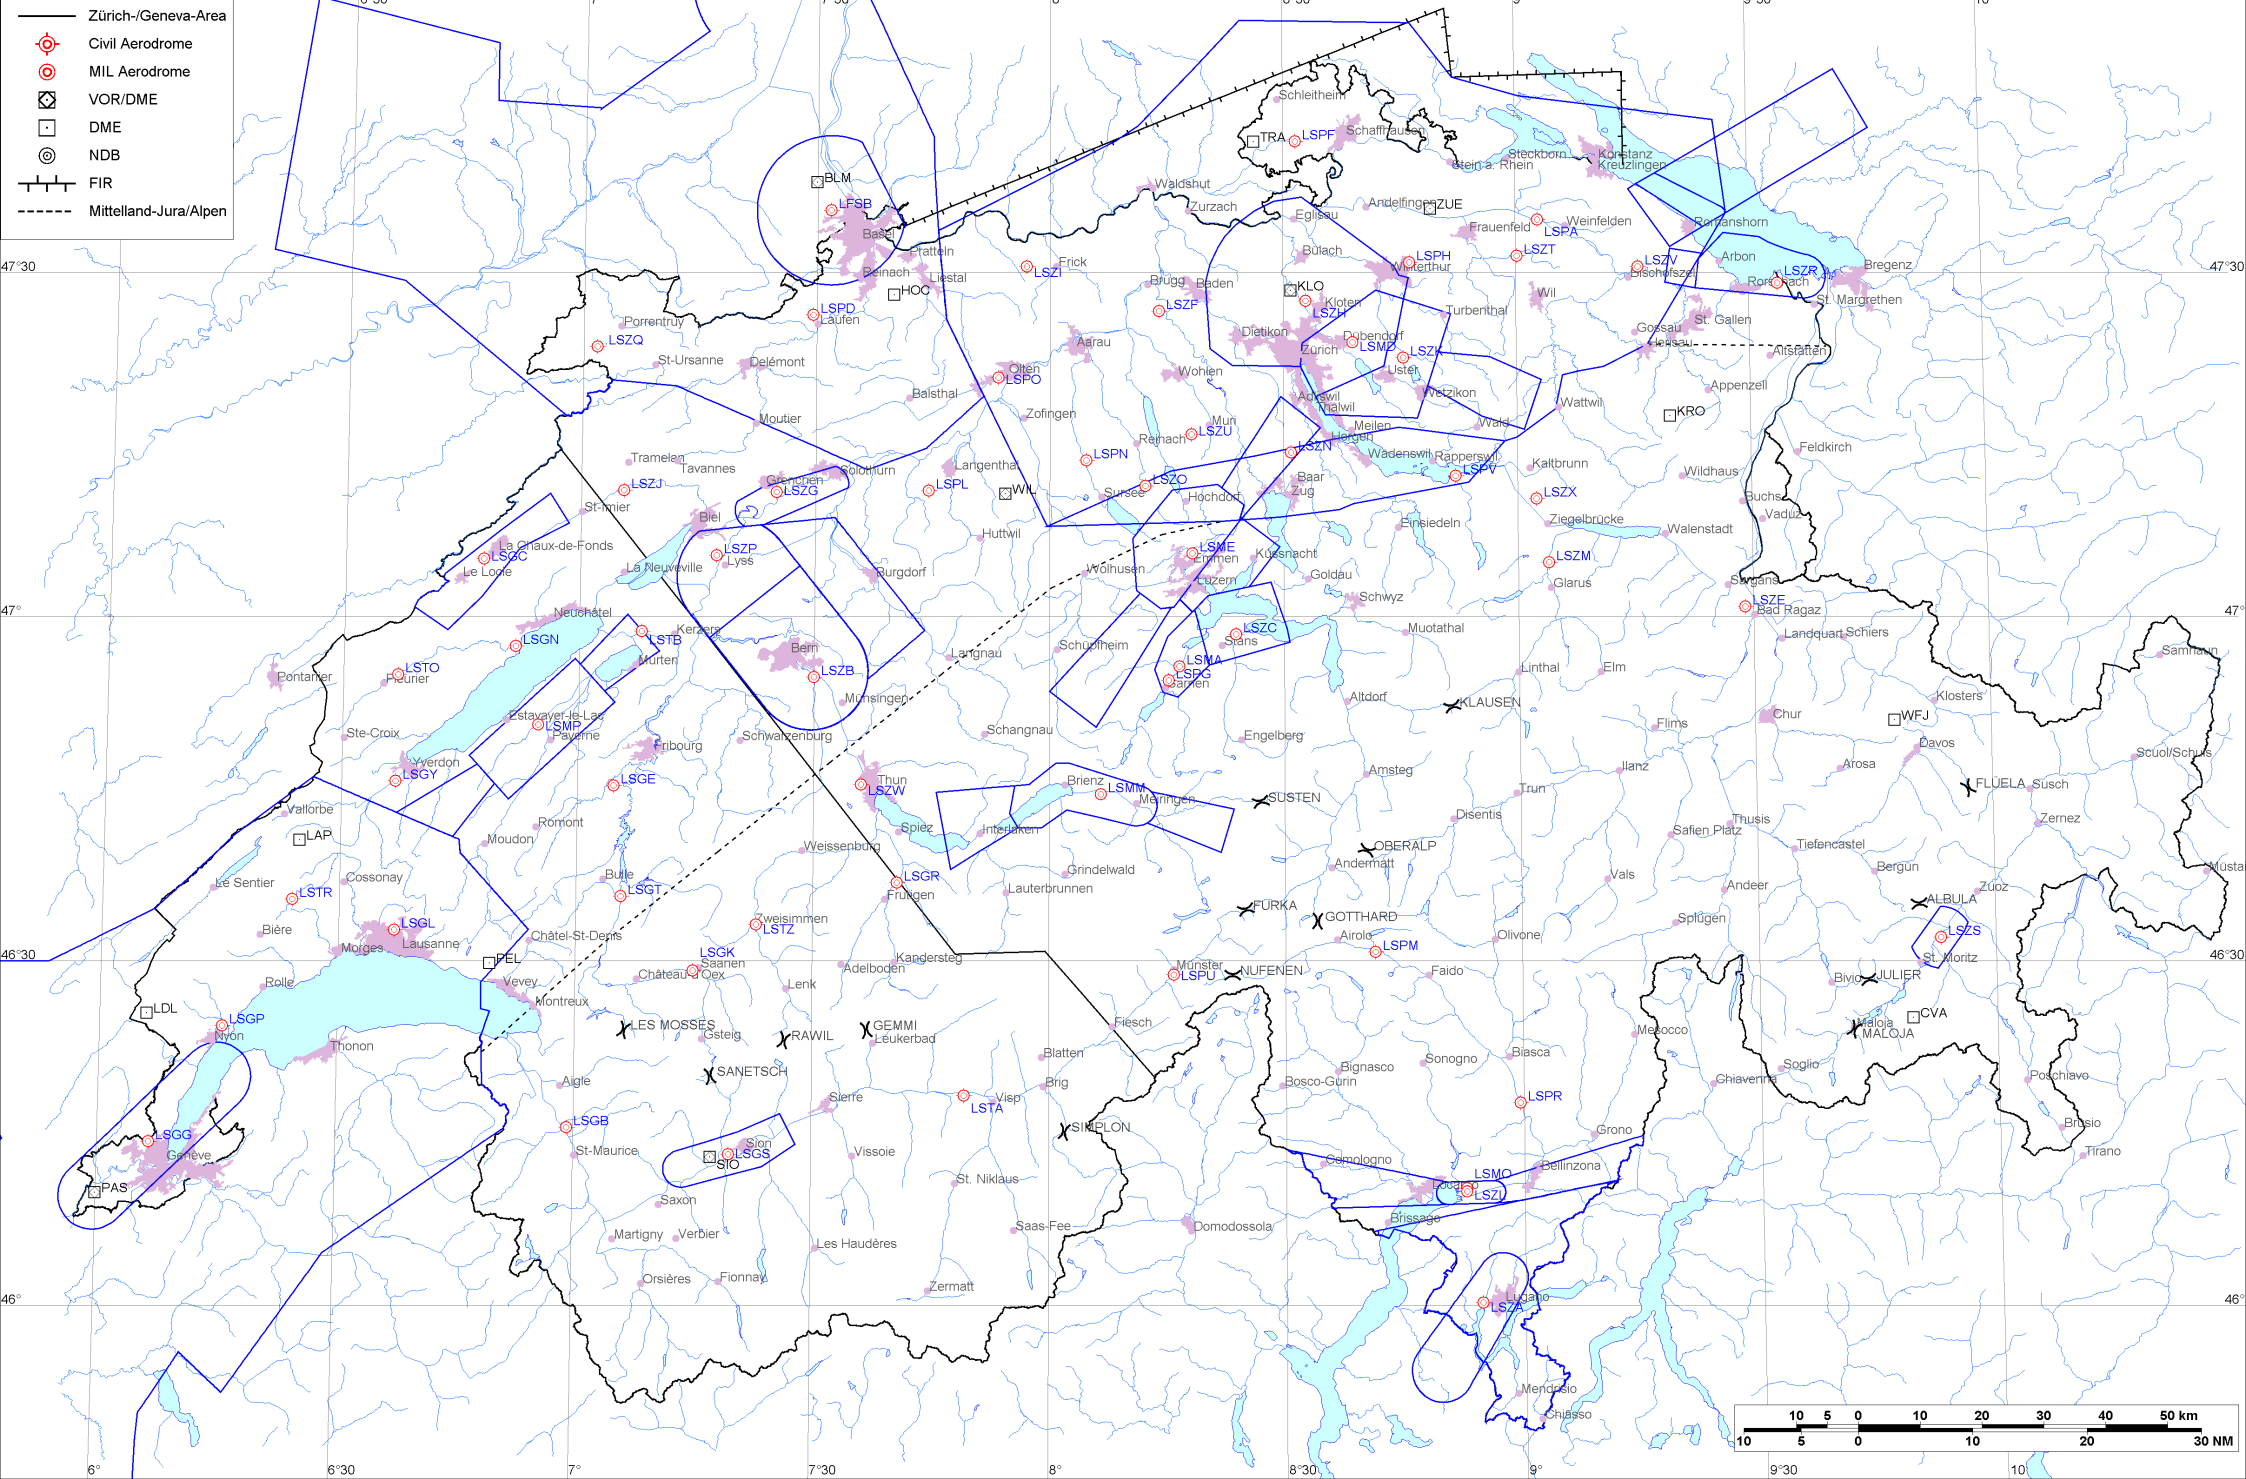 Zürich-/Geneva-Area
Civil Aerodrome
MIL Aerodrome
VOR/DME
DME
NDB
FIR
Mittelland-Jura/Alpen
Schleitheim
TRA
LSPF
Schaffhausen
Stein a. Rhein
Steckborn
Konstanz
Kreuzlingen
BLM
LFSB
Basel
Waldshut
Zurzach
Eglisau
Andelfingen
ZUE
Frauenfeld
Weinfelden
LSPA
Romanshorn
Pratteln
Reinach
Liestal
Frick
LSZI
Bülach
LSPH
Winterthur
LSZT
LSZV
Bischofszell
Arbon
LSZR
Bregenz
47°30
47°30
HOC
Brugg
Baden
KLO
Kloten
LSZH
Turbenthal
Wil
Rorschach
St. Margrethen
LSPD
Laufen
LSZF
Porrentruy
LSZQ
St-Ursanne
Delémont
Aarau
Dietikon
Zürich
Dübendorf
LSMD
LSZK
Gossau
St. Gallen
Herisau
Altstätten
Olten
LSPO
Balsthal
Wohlen
Uster
Wetzikon
Adliswil
Thalwil
Appenzell
Wattwil
KRO
Moutier
Zofingen
Muri
LSZU
Reinach
Meilen
Horgen
Wald
Feldkirch
Tramelan
Tavannes
Solothurn
Grenchen
LSZG
LSZJ
Langenthal
LSPL
WIL
LSPN
LSZN
Wädenswil
Rapperswil
LSPV
Kaltbrunn
Wildhaus
St-Imier
Biel
Sursee
LSZO
Hochdorf
Baar
Zug
LSZX
Buchs
Vaduz
Einsiedeln
Ziegelbrücke
Walenstadt
La Chaux-de-Fonds
LSGC
Le Locle
LSZP
Lyss
La Neuveville
Burgdorf
Huttwil
Wolhusen
LSME
Emmen
Luzern
Küssnacht
Goldau
LSZM
Glarus
Sargans
LSZE
Bad Ragaz
47°
47°
Neuchâtel
LSGN
LSTB
Kerzers
Murten
Schwyz
Muotathal
Landquart
Schiers
Samnaun
LSTO
Fleurier
Pontarlier
Bern
LSZB
Langnau
Schüpfheim
LSZC
Stans
LSMA
LSPG
Sarnen
Linthal
Elm
Münsingen
Altdorf
KLAUSEN
Klosters
WFJ
Chur
Flims
Estavayer-le-Lac
LSMP
Payerne
Ste-Croix
Fribourg
Schwarzenburg
Schangnau
Engelberg
Davos
Scuol/Schuls
Yverdon
LSGY
LSGE
Thun
LSZW
Brienz
LSMM
Meiringen
Amsteg
SUSTEN
Ilanz
Arosa
FLÜELA
Susch
Trun
Vallorbe
LAP
Romont
Moudon
Spiez
Interlaken
Disentis
Safien Platz
Thusis
Zernez
Weissenburg
OBERALP
Andermatt
Tiefencastel
Le Sentier
Cossonay
Bulle
LSGR
Frutigen
Lauterbrunnen
Grindelwald
Vals
Andeer
Bergün
Müstair
Zuoz
ALBULA
LSTR
LSGT
FURKA
GOTTHARD
Bière
LSGL
Lausanne
Morges
Châtel-St-Denis
Zweisimmen
LSTZ
Airolo
LSPM
Olivone
Splügen
LSZS
46°30
46°30
PEL
Vevey
LSGK
Saanen
Château-d'Oex
Adelboden
Kandersteg
Münster
LSPU
NUFENEN
Faido
Bivio
JULIER
St. Moritz
Rolle
LDL
LSGP
Nyon
Thonon
Montreux
Lenk
LES MOSSES
Gsteig
RAWIL
GEMMI
Leukerbad
Fiesch
Mesocco
Maloja
MALOJA
CVA
Aigle
SANETSCH
Blatten
Brig
Visp
LSTA
Bignasco
Sonogno
Biasca
Bosco-Gurin
Soglio
Chiavenna
Poschiavo
LSGB
Sierre
SIMPLON
LSPR
Grono
Brusio
LSGG
Genève
St-Maurice
Sion
LSGS
SIO
Vissoie
Comologno
Bellinzona
Tirano
PAS
Saxon
St. Niklaus
LSMO
Locarno
LSZL
Brissago
Martigny
Verbier
Les Haudères
Saas-Fee
Domodossola
Orsières
Fionnay
Zermatt
46°
46°
Lugano
LSZA
Mendrisio
Chiasso
10 5 0 10 20 30 40 50 km
10 5 0 10 20 30 NM
6° 6°30 7° 7°30 8° 8°30 9° 9°30 10°